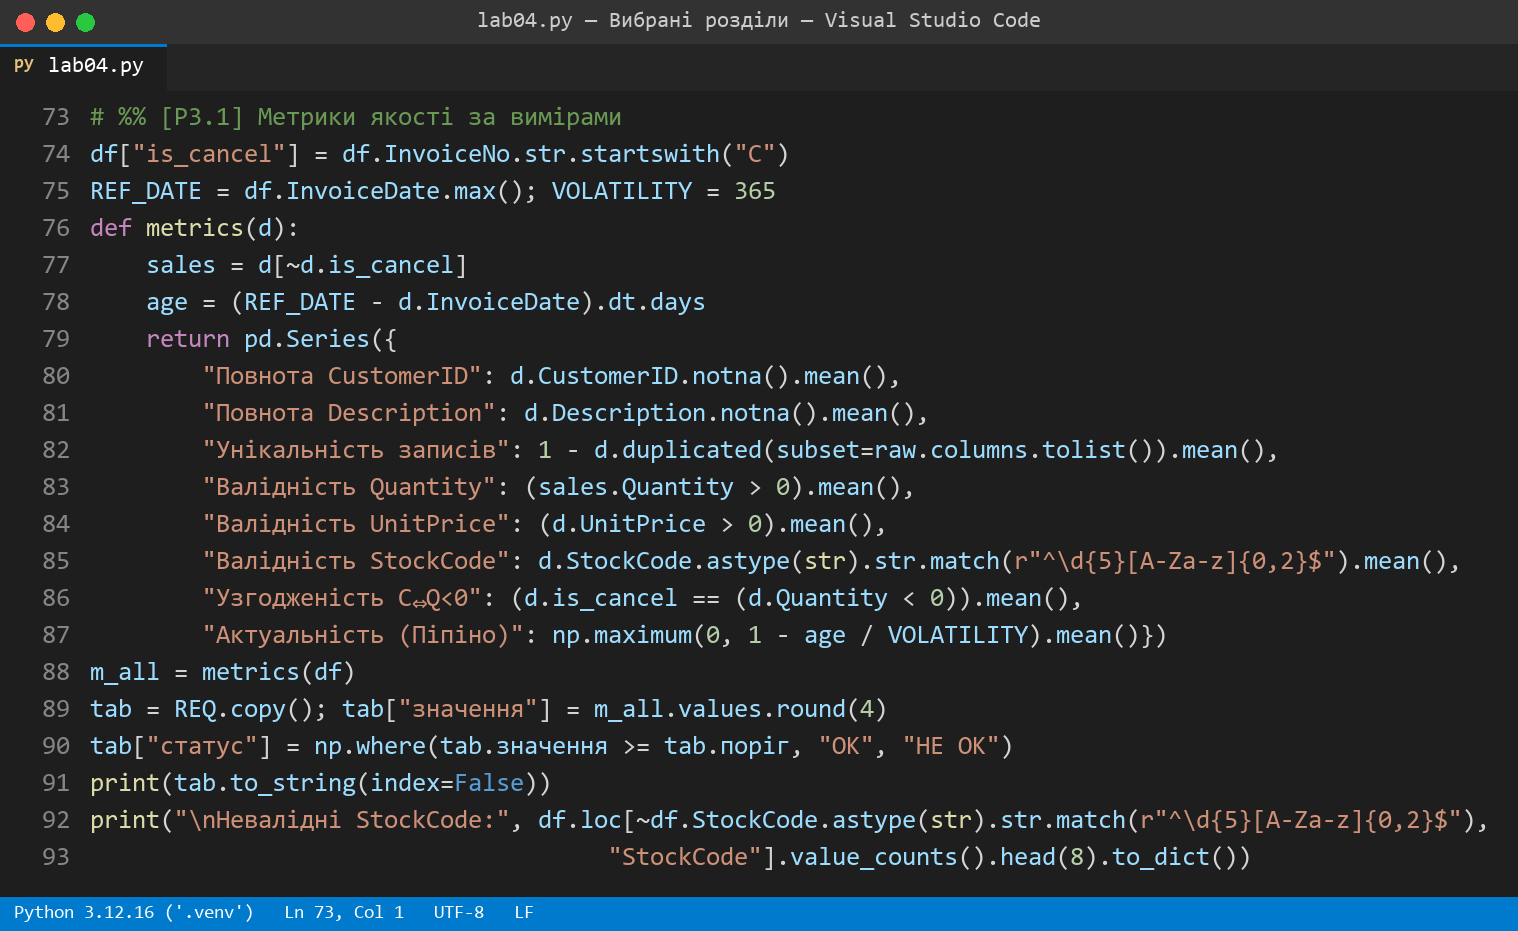 lab04.py — Вибрані розділи — Visual Studio Code
PY lab04.py
73 # %% [P3.1] Метрики якості за вимірами
74 df["is_cancel"] = df.InvoiceNo.str.startswith("C")
75 REF_DATE = df.InvoiceDate.max(); VOLATILITY = 365
76 def metrics(d):
77     sales = d[~d.is_cancel]
78     age = (REF_DATE - d.InvoiceDate).dt.days
79     return pd.Series({
80         "Повнота CustomerID": d.CustomerID.notna().mean(),
81         "Повнота Description": d.Description.notna().mean(),
82         "Унікальність записів": 1 - d.duplicated(subset=raw.columns.tolist()).mean(),
83         "Валідність Quantity": (sales.Quantity > 0).mean(),
84         "Валідність UnitPrice": (d.UnitPrice > 0).mean(),
85         "Валідність StockCode": d.StockCode.astype(str).str.match(r"^\d{5}[A-Za-z]{0,2}$").mean(),
86         "Узгодженість C↔Q<0": (d.is_cancel == (d.Quantity < 0)).mean(),
87         "Актуальність (Піпіно)": np.maximum(0, 1 - age / VOLATILITY).mean()})
88 m_all = metrics(df)
89 tab = REQ.copy(); tab["значення"] = m_all.values.round(4)
90 tab["статус"] = np.where(tab.значення >= tab.поріг, "OK", "НЕ OK")
91 print(tab.to_string(index=False))
92 print("\nНевалідні StockCode:", df.loc[~df.StockCode.astype(str).str.match(r"^\d{5}[A-Za-z]{0,2}$"),
93                                      "StockCode"].value_counts().head(8).to_dict())
Python 3.12.16 ('.venv') Ln 73, Col 1 UTF-8 LF